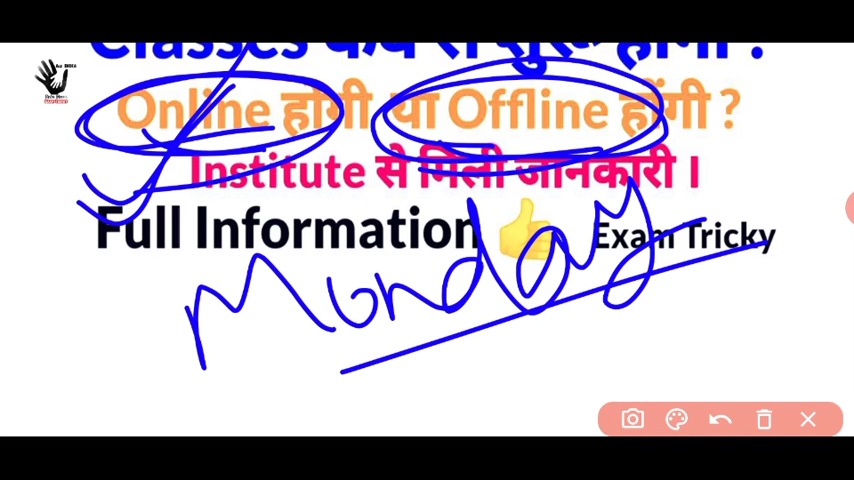 Classes कब से शुरू होंगी ?
Online होंगी या Offline होंगी ?
Institute से मिली जानकारी ।
Full Information 👍 Exam Tricky
Monday